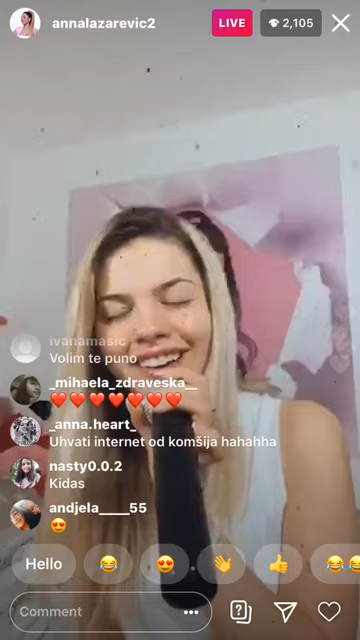 annalazarevic2
LIVE
2,105
ivanamasic
Volim te puno
_mihaela_zdraveska__
❤️❤️❤️❤️❤️❤️❤️
_anna.heart_
Uhvati internet od komšija hahahha
nasty0.0.2
Kidas
andjela____55
😍
Hello 😂 😍 👋 👍 😂😂
Comment